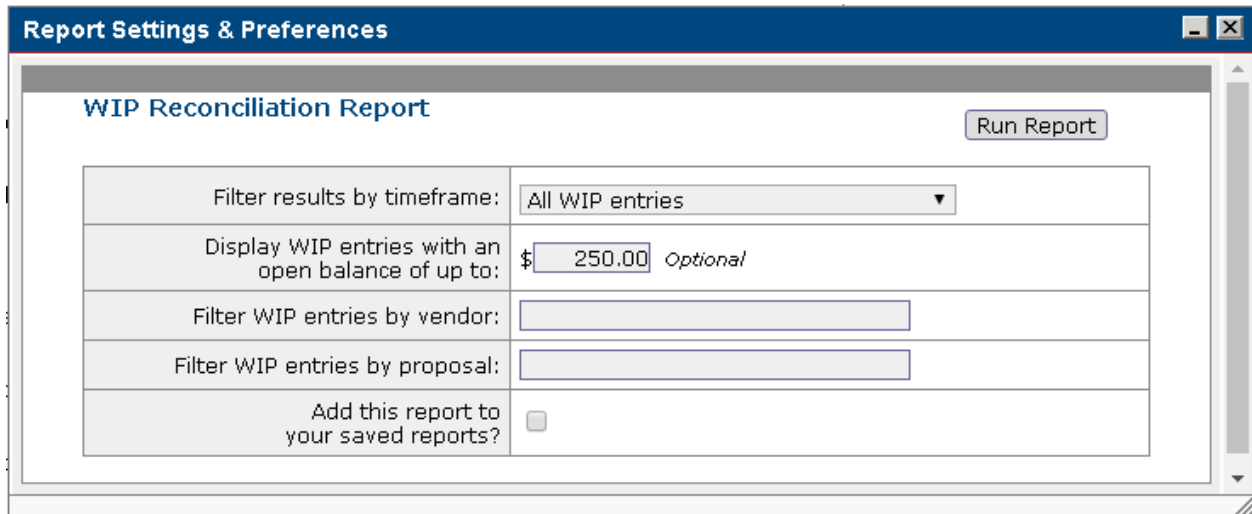 Report Settings & Preferences
WIP Reconciliation Report
Run Report
Filter results by timeframe:
All WIP entries
Display WIP entries with an
open balance of up to:
$ 250.00 Optional
Filter WIP entries by vendor:
Filter WIP entries by proposal:
Add this report to
your saved reports?